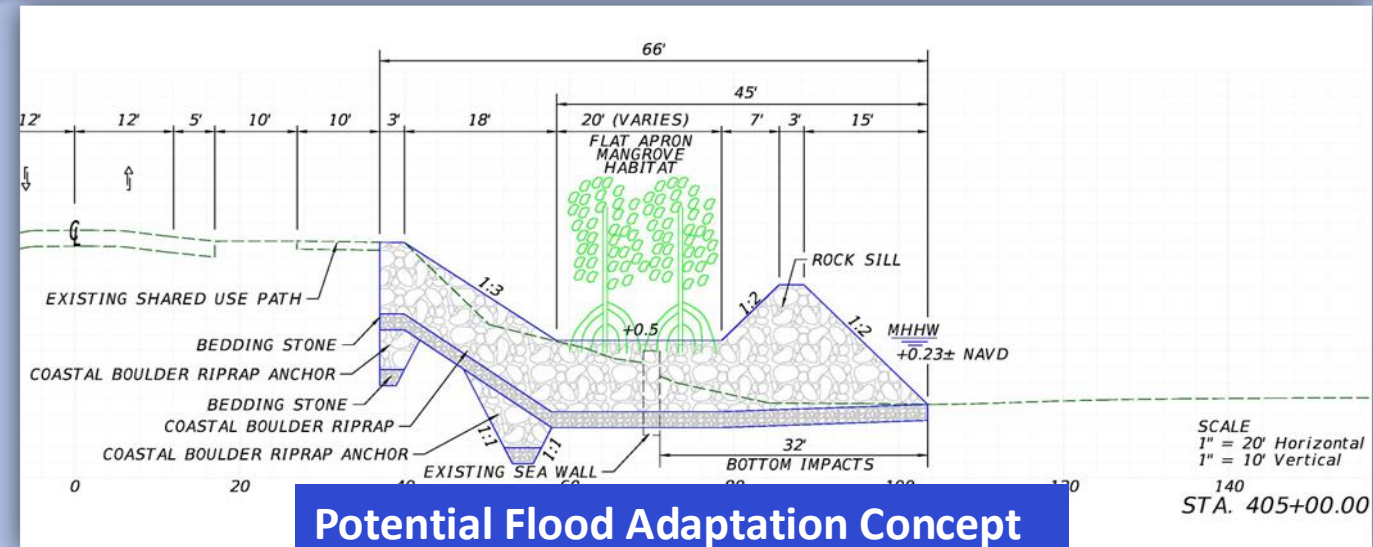 66'
45'
12' 12' 5' 10' 10' 3' 18' 20' (VARIES) 7' 3' 15'
FLAT APRON
MANGROVE
HABITAT
ROCK SILL
EXISTING SHARED USE PATH
1:3
1:2
1:2
+0.5
MHHW
+0.23± NAVD
BEDDING STONE
COASTAL BOULDER RIPRAP ANCHOR
BEDDING STONE
COASTAL BOULDER RIPRAP
COASTAL BOULDER RIPRAP ANCHOR
1:1
1:1
EXISTING SEA WALL
32'
BOTTOM IMPACTS
SCALE
1" = 20' Horizontal
1" = 10' Vertical
0 20 40 60 80 100 120 140
STA. 405+00.00
Potential Flood Adaptation Concept